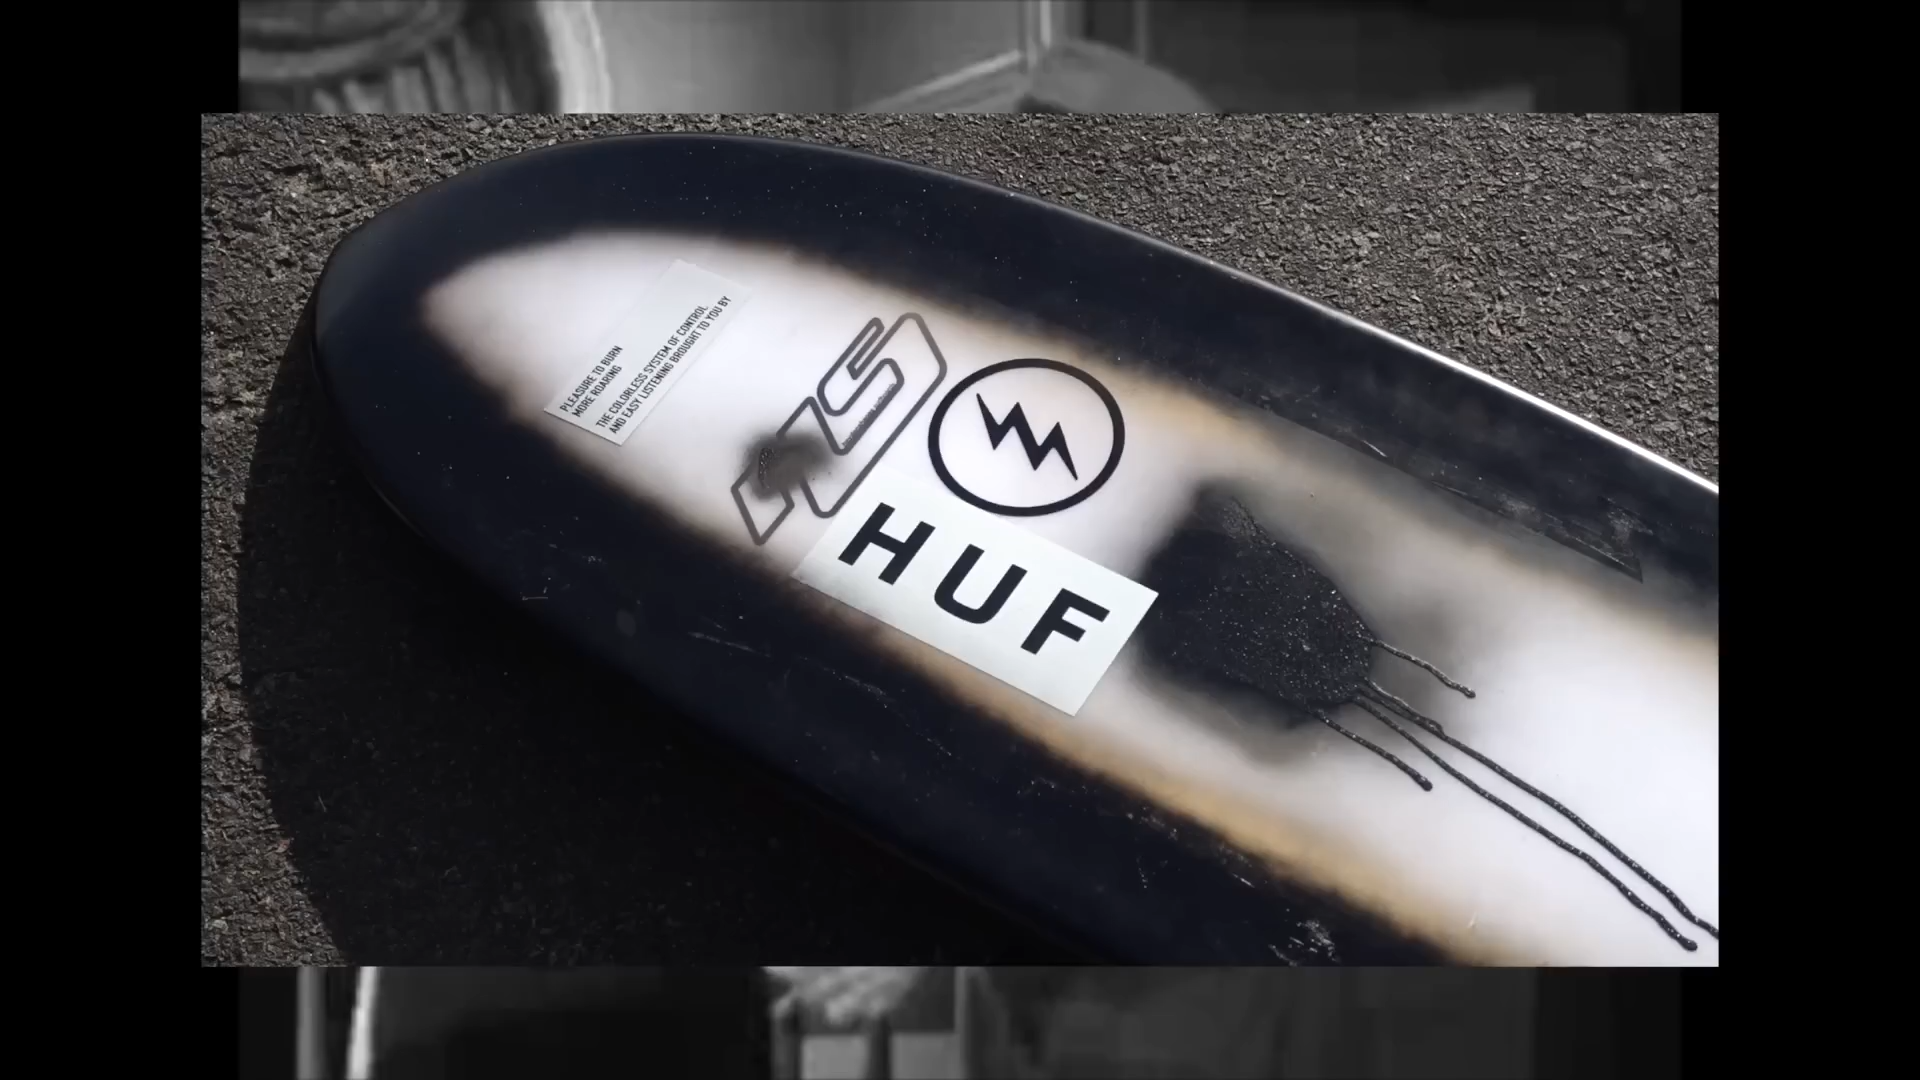 PLEASURE TO BURN
MORE ROARING
THE COLORLESS SYSTEM OF CONTROL
AND EASY LISTENING BROUGHT TO YOU BY
HUF